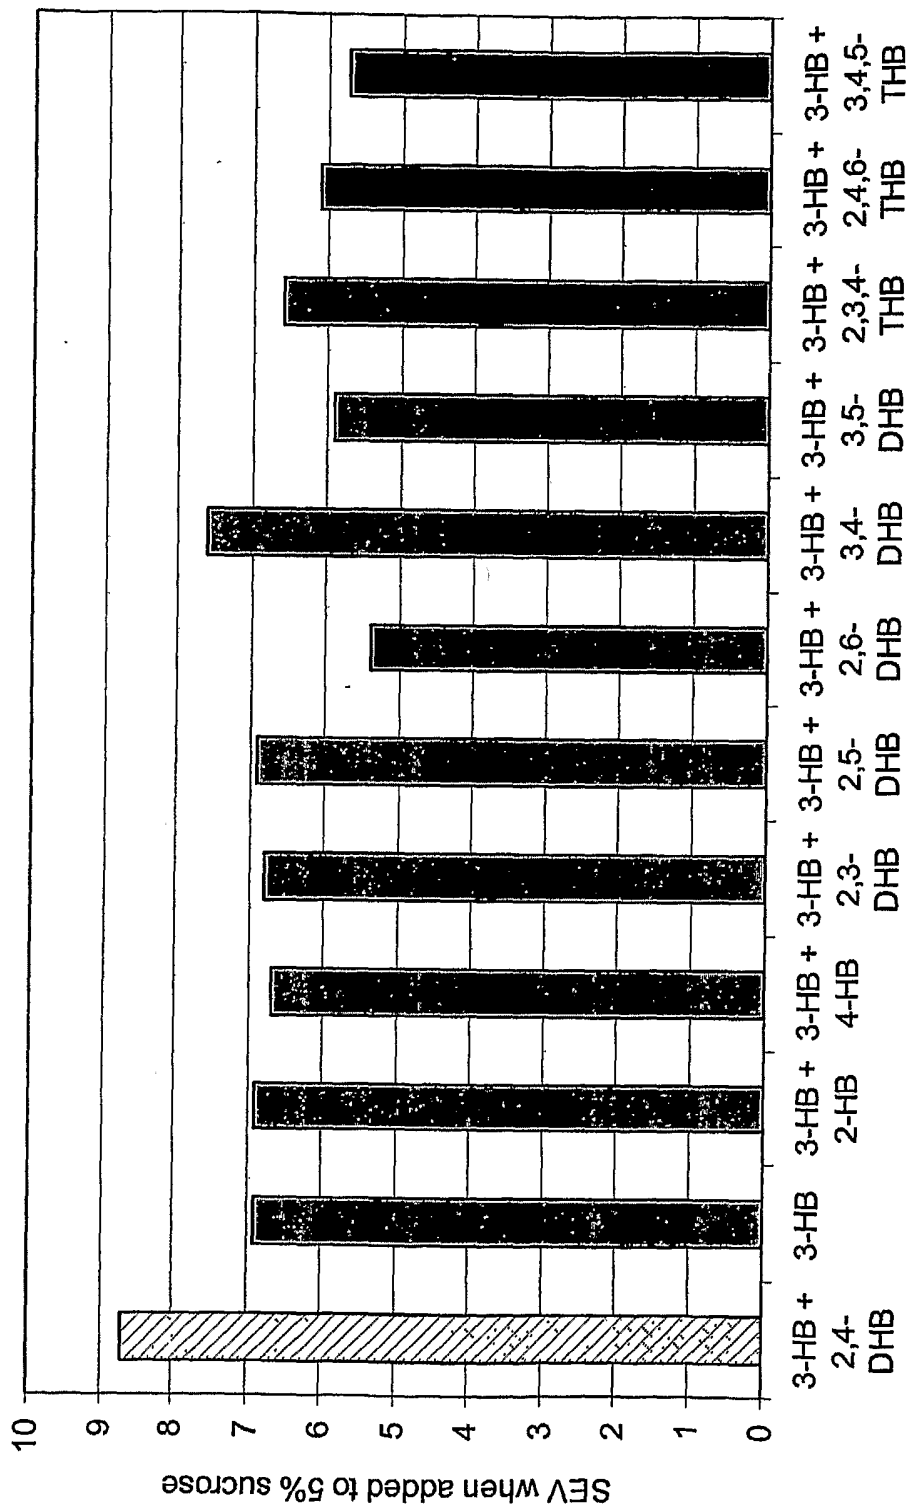 SEV when added to 5% sucrose
10
9
8
7
6
5
4
3
2
1
0
3-HB +
2,4-
DHB
3-HB
3-HB +
2-HB
3-HB +
4-HB
3-HB +
2,3-
DHB
3-HB +
2,5-
DHB
3-HB +
2,6-
DHB
3-HB +
3,4-
DHB
3-HB +
3,5-
DHB
3-HB +
2,3,4-
THB
3-HB +
2,4,6-
THB
3-HB +
3,4,5-
THB